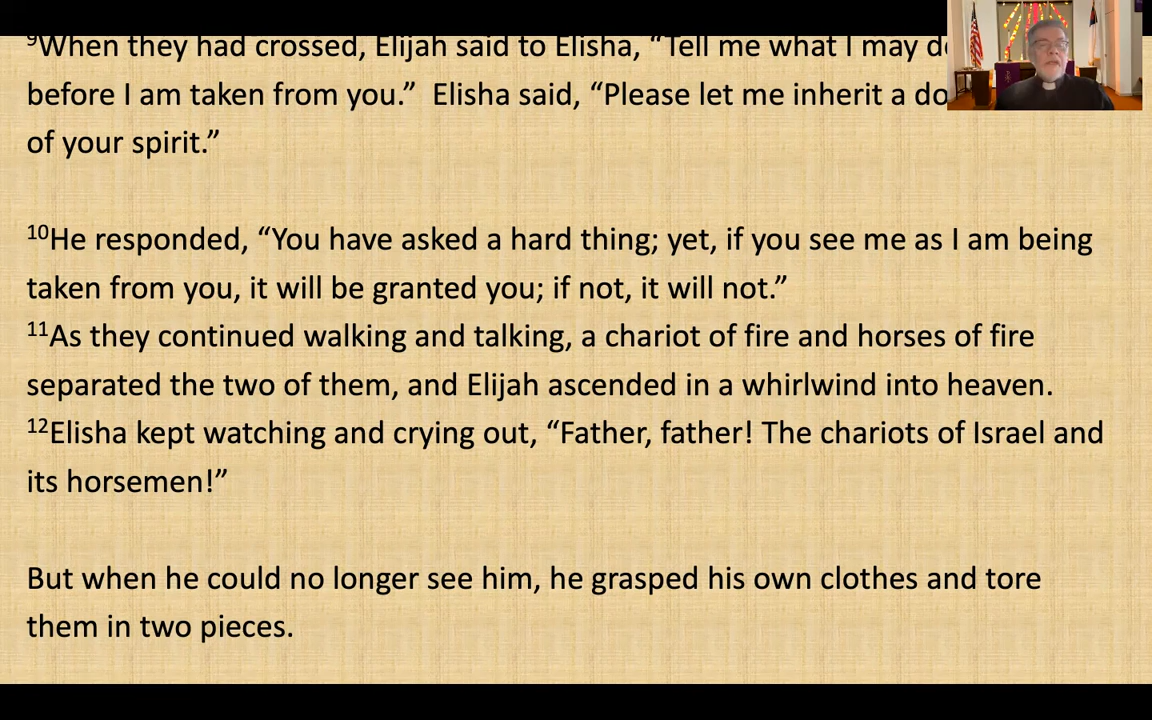 ⁹When they had crossed, Elijah said to Elisha, “Tell me what I may
before I am taken from you.”  Elisha said, “Please let me inherit a
of your spirit.”
¹⁰He responded, “You have asked a hard thing; yet, if you see me as I am being
taken from you, it will be granted you; if not, it will not.”
¹¹As they continued walking and talking, a chariot of fire and horses of fire
separated the two of them, and Elijah ascended in a whirlwind into heaven.
¹²Elisha kept watching and crying out, “Father, father! The chariots of Israel and
its horsemen!”
But when he could no longer see him, he grasped his own clothes and tore
them in two pieces.